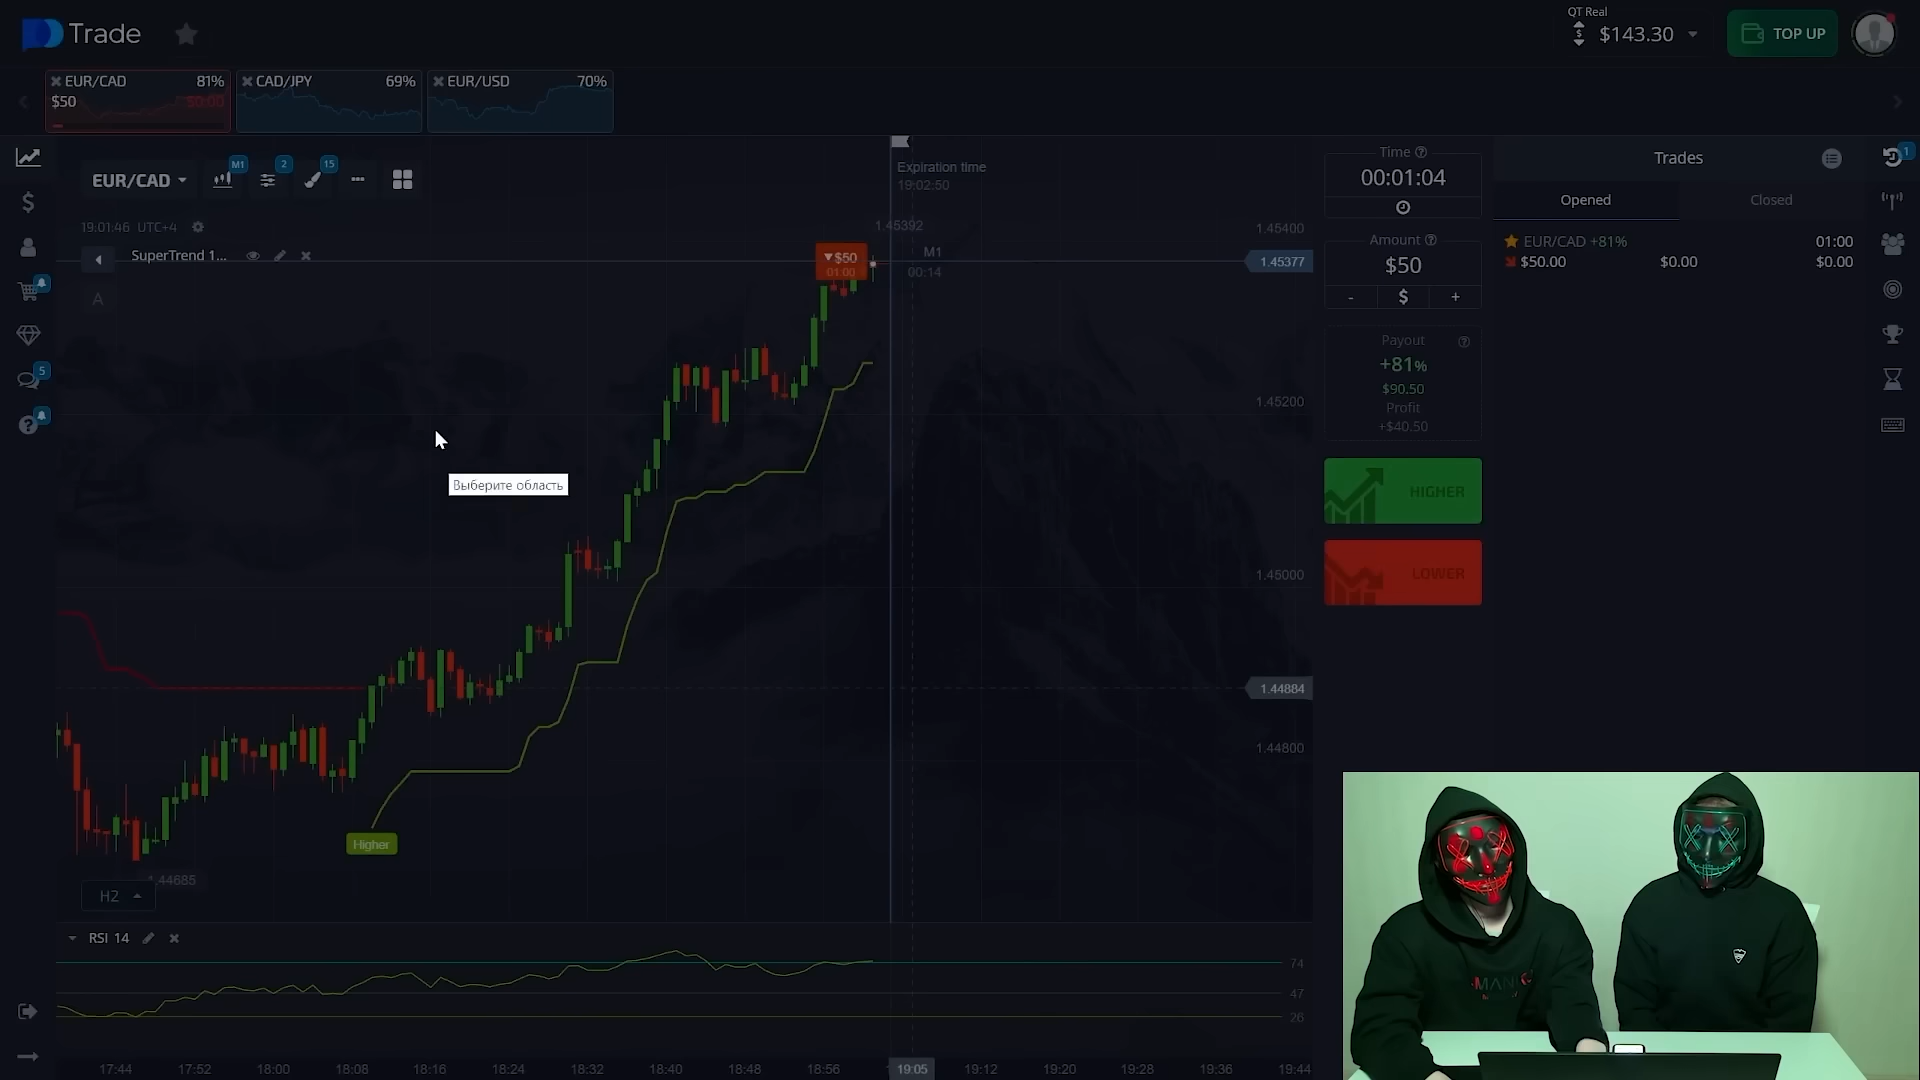 Trade
QT Real
$143.30
TOP UP
EUR/CAD 81%
$50 $0.00
CAD/JPY 69%
EUR/USD 70%
EUR/CAD
M1
2
15
19:01:46 UTC+4
SuperTrend 1...
A
Expiration time
19:02:50
1.45392
M1
00:14
$50
01:00
1.45400
1.45377
1.45200
1.45000
1.44884
1.44800
Выберите область
Higher
1.44685
H2
RSI 14
74
47
26
17:44 17:52 18:00 18:08 18:16 18:24 18:32 18:40 18:48 18:56 19:05 19:12 19:20 19:28 19:36 19:44
Time
00:01:04
Amount
$50
- $ +
Payout
+81%
$90.50
Profit
+$40.50
HIGHER
LOWER
Trades
Opened Closed
EUR/CAD +81% 01:00
$50.00 $0.00 $0.00
1
5